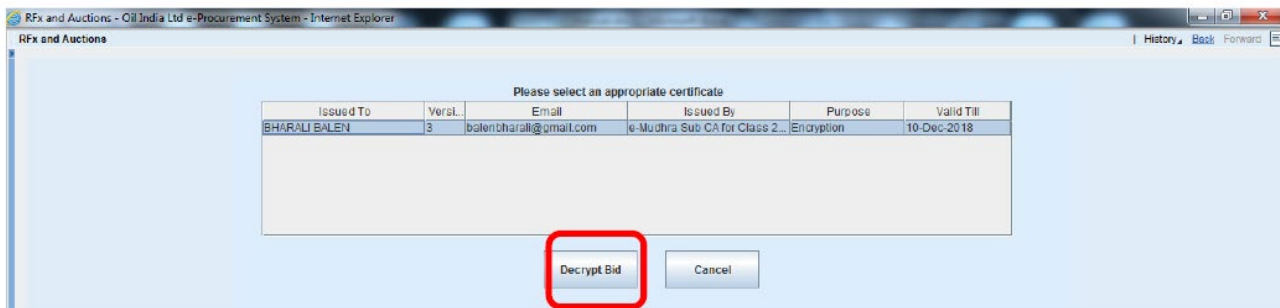 RFx and Auctions - Oil India Ltd e-Procurement System - Internet Explorer
RFx and Auctions | History Back Forward
Please select an appropriate certificate
Issued To Versi... Email Issued By Purpose Valid Till
BHARALI BALEN 3 balenbharali@gmail.com e-Mudhra Sub CA for Class 2... Encryption 10-Dec-2018
Decrypt Bid Cancel